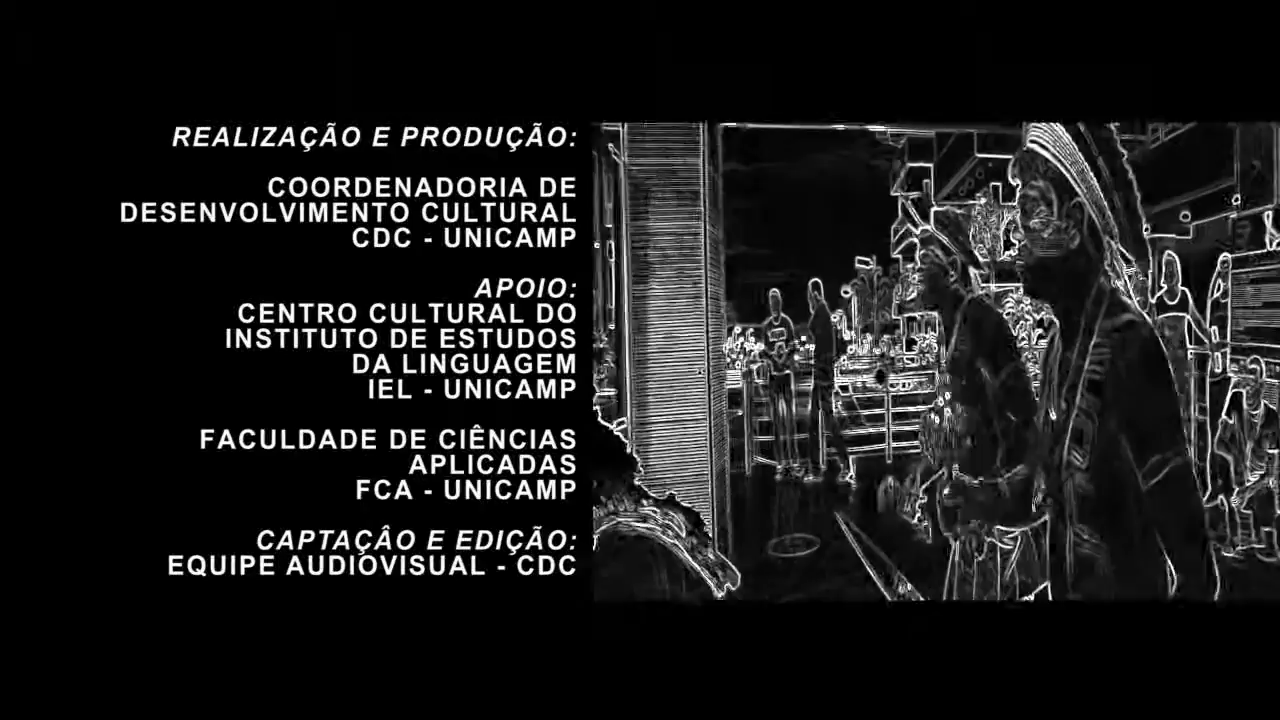 REALIZAÇÃO E PRODUÇÃO:
COORDENADORIA DE
DESENVOLVIMENTO CULTURAL
CDC - UNICAMP
APOIO:
CENTRO CULTURAL DO
INSTITUTO DE ESTUDOS
DA LINGUAGEM
IEL - UNICAMP
FACULDADE DE CIÊNCIAS
APLICADAS
FCA - UNICAMP
CAPTAÇÂO E EDIÇÃO:
EQUIPE AUDIOVISUAL - CDC